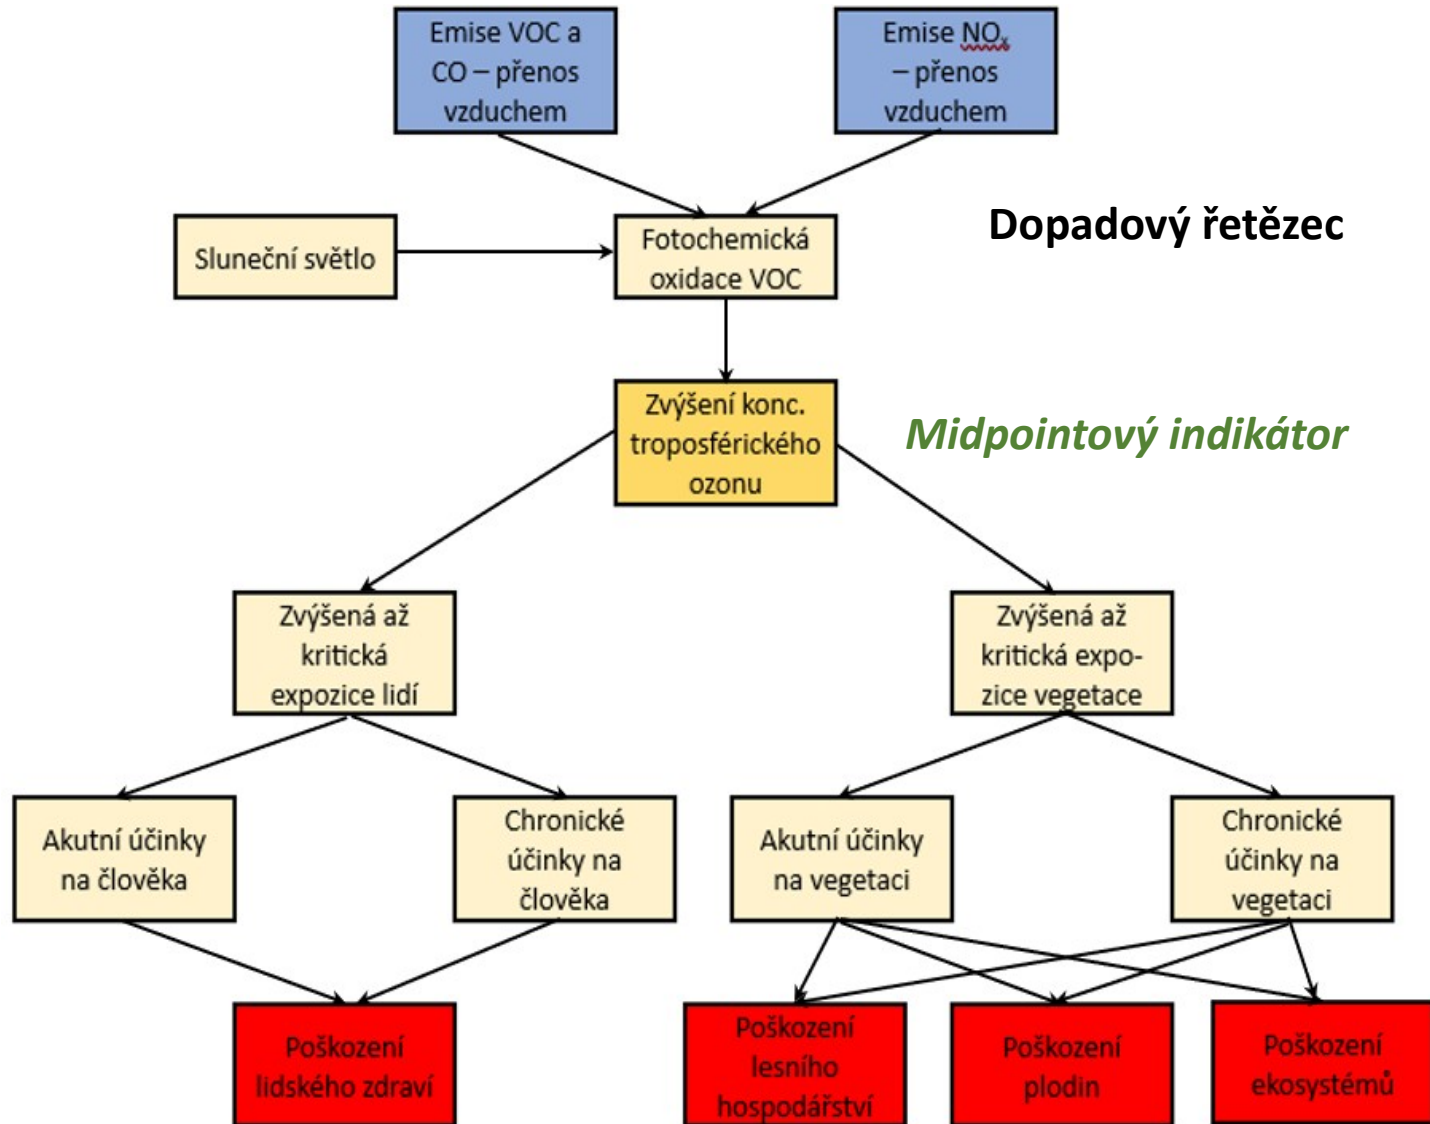 Emise VOC a
CO – přenos
vzduchem
Emise NOₓ
– přenos
vzduchem
Dopadový řetězec
Sluneční světlo
Fotochemická
oxidace VOC
Zvýšení konc.
troposférického
ozonu
Midpointový indikátor
Zvýšená až
kritická
expozice lidí
Zvýšená až
kritická expo-
zice vegetace
Akutní účinky
na člověka
Chronické
účinky na
člověka
Akutní účinky
na vegetaci
Chronické
účinky na
vegetaci
Poškození
lidského zdraví
Poškození
lesního
hospodářství
Poškození
plodin
Poškození
ekosystémů